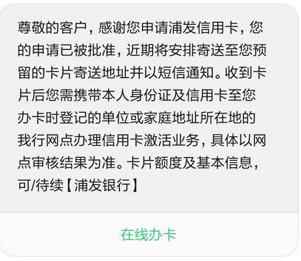 尊敬的客户，感谢您申请浦发信用卡，您
的申请已被批准，近期将安排寄送至您预
留的卡片寄送地址并以短信通知。收到卡
片后您需携带本人身份证及信用卡至您
办卡时登记的单位或家庭地址所在地的
我行网点办理信用卡激活业务，具体以网
点审核结果为准。卡片额度及基本信息，
可/待续【浦发银行】
在线办卡